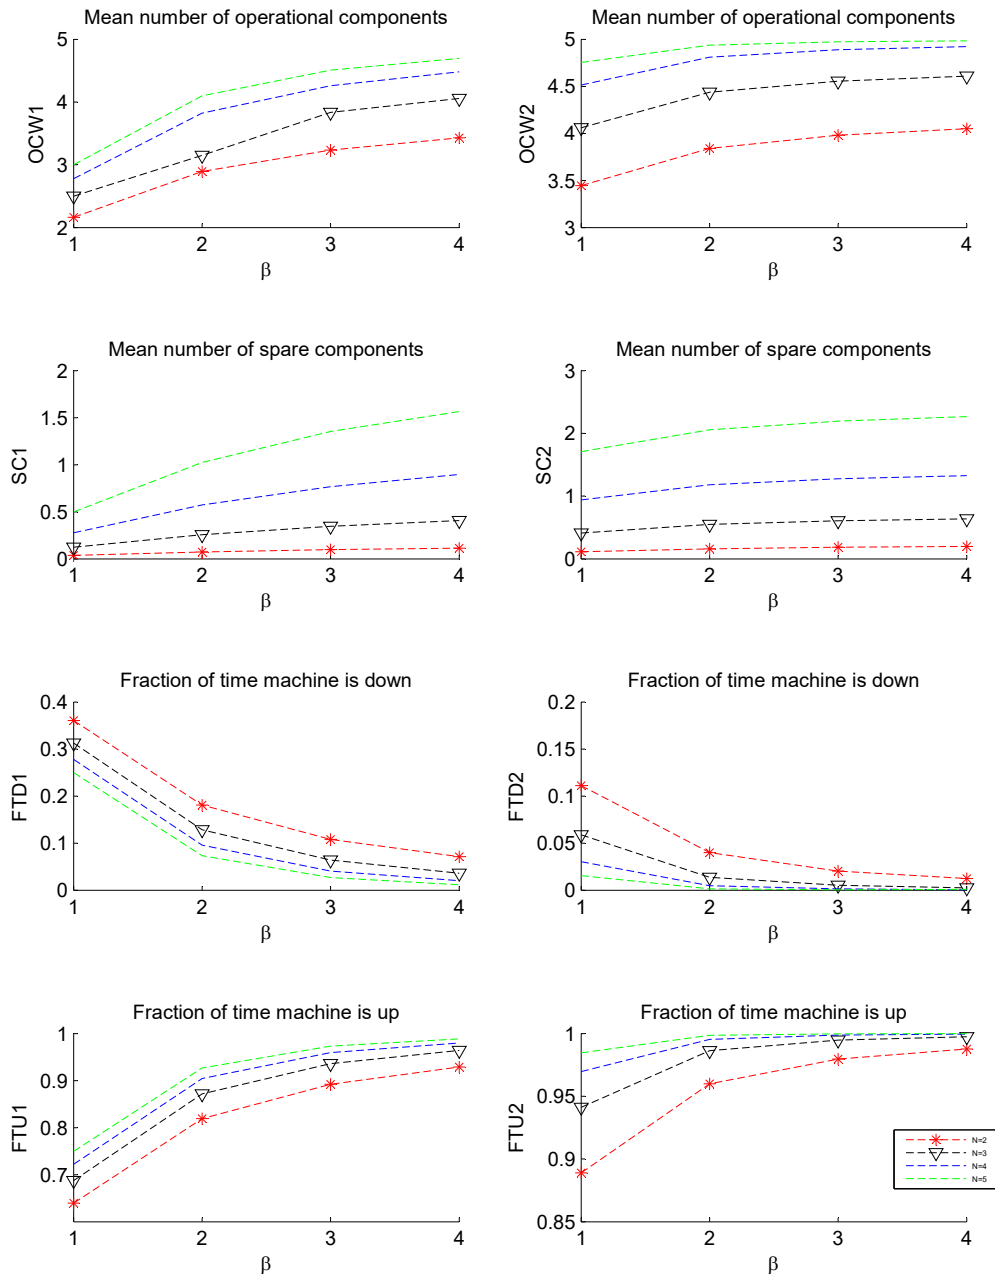 Mean number of operational components
5
4
3
2
OCW1
1 2 3 4
β
Mean number of operational components
5
4.5
4
3.5
3
OCW2
1 2 3 4
β
Mean number of spare components
2
1.5
1
0.5
0
SC1
1 2 3 4
β
Mean number of spare components
3
2
1
0
SC2
1 2 3 4
β
Fraction of time machine is down
0.4
0.3
0.2
0.1
0
FTD1
1 2 3 4
β
Fraction of time machine is down
0.2
0.15
0.1
0.05
0
FTD2
1 2 3 4
β
Fraction of time machine is up
1
0.9
0.8
0.7
FTU1
1 2 3 4
β
Fraction of time machine is up
1
0.95
0.9
0.85
FTU2
1 2 3 4
β
N=2
N=3
N=4
N=5